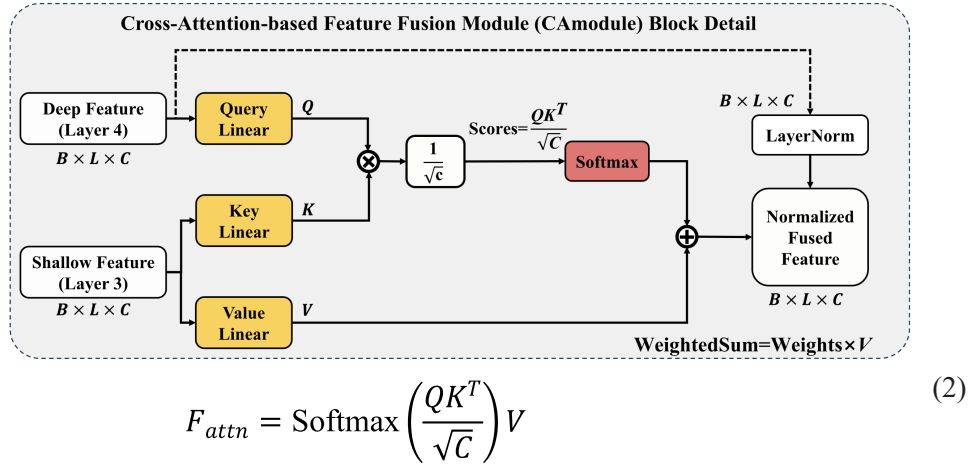 Cross-Attention-based Feature Fusion Module (CAmodule) Block Detail
Deep Feature
(Layer 4)
B × L × C
Query
Linear
Q
Key
Linear
K
Shallow Feature
(Layer 3)
B × L × C
Value
Linear
V
⊗
1
√c
Scores=QK^T/√C
Softmax
⊕
B × L × C
LayerNorm
Normalized
Fused
Feature
B × L × C
WeightedSum=Weights×V
F_attn = Softmax(QK^T/√C)V
(2)